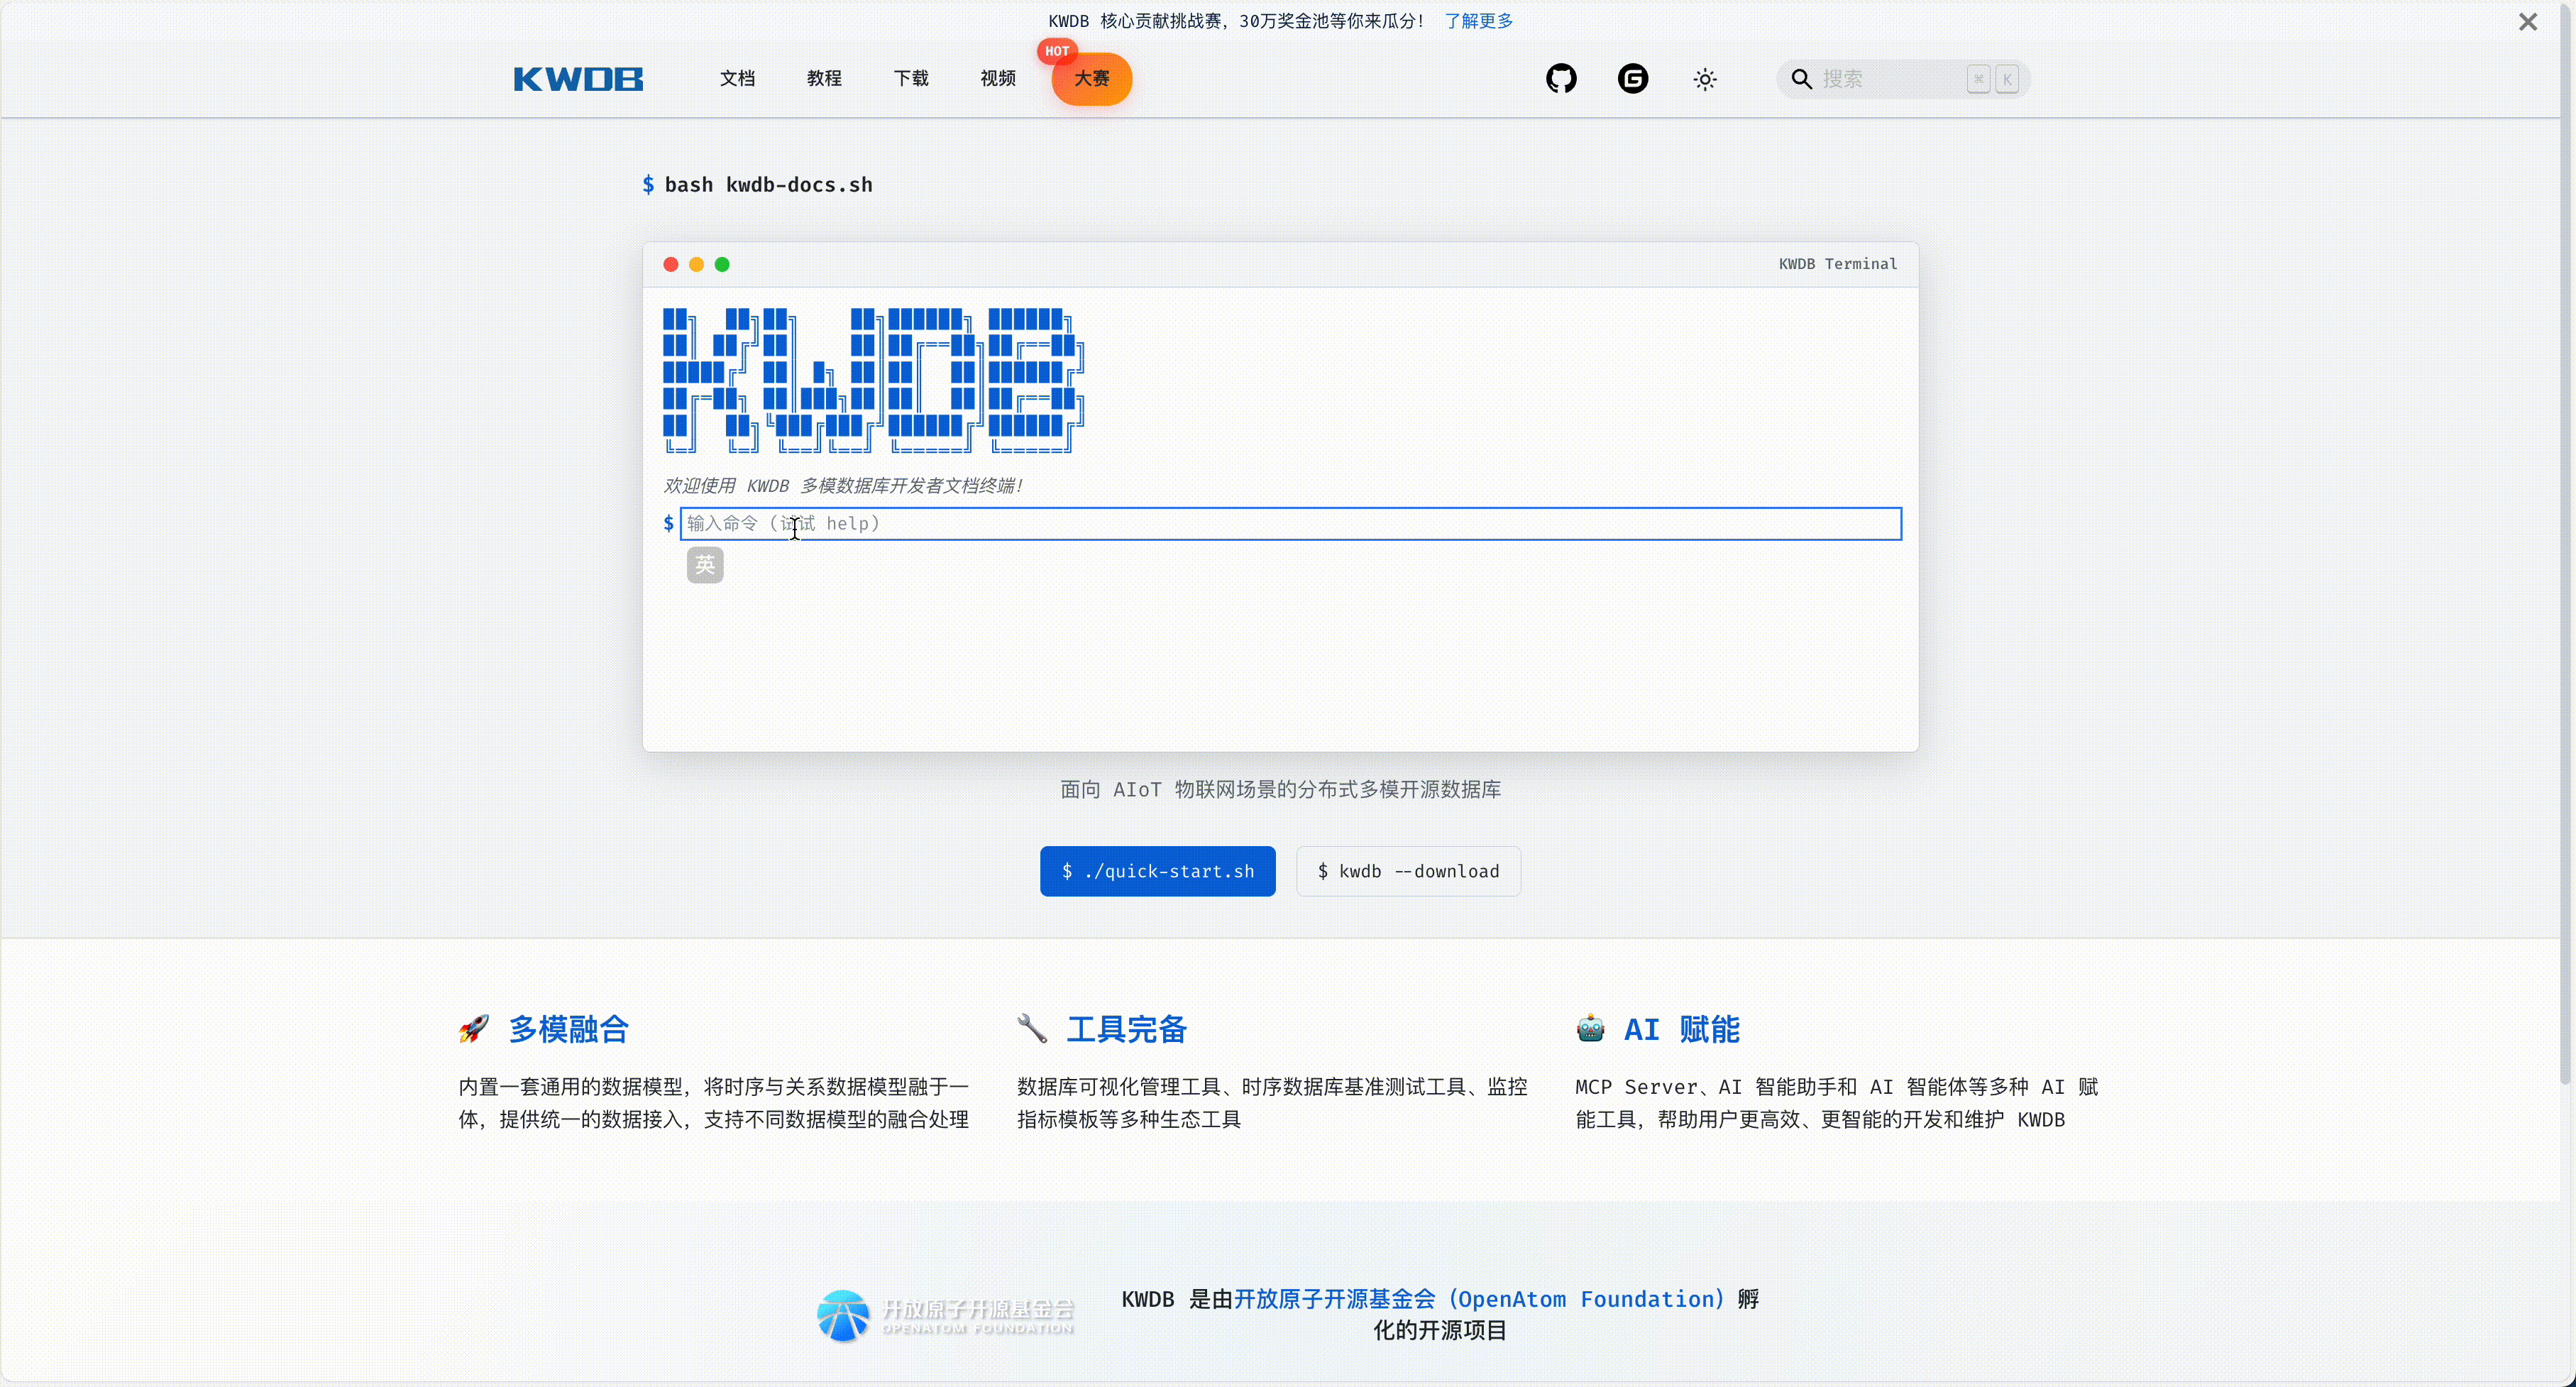 KWDB 核心贡献挑战赛，30万奖金池等你来瓜分！ 了解更多
KWDB 文档 教程 下载 视频 HOT 大赛 搜索 ⌘ K
$ bash kwdb-docs.sh
KWDB Terminal
KWDB
欢迎使用 KWDB 多模数据库开发者文档终端！
$ 输入命令（试试 help）
英
面向 AIoT 物联网场景的分布式多模开源数据库
$ ./quick-start.sh $ kwdb --download
🚀 多模融合
内置一套通用的数据模型，将时序与关系数据模型融于一
体，提供统一的数据接入，支持不同数据模型的融合处理
🔧 工具完备
数据库可视化管理工具、时序数据库基准测试工具、监控
指标模板等多种生态工具
🤖 AI 赋能
MCP Server、AI 智能助手和 AI 智能体等多种 AI 赋
能工具，帮助用户更高效、更智能的开发和维护 KWDB
开放原子开源基金会
OPENATOM FOUNDATION
KWDB 是由开放原子开源基金会（OpenAtom Foundation）孵
化的开源项目